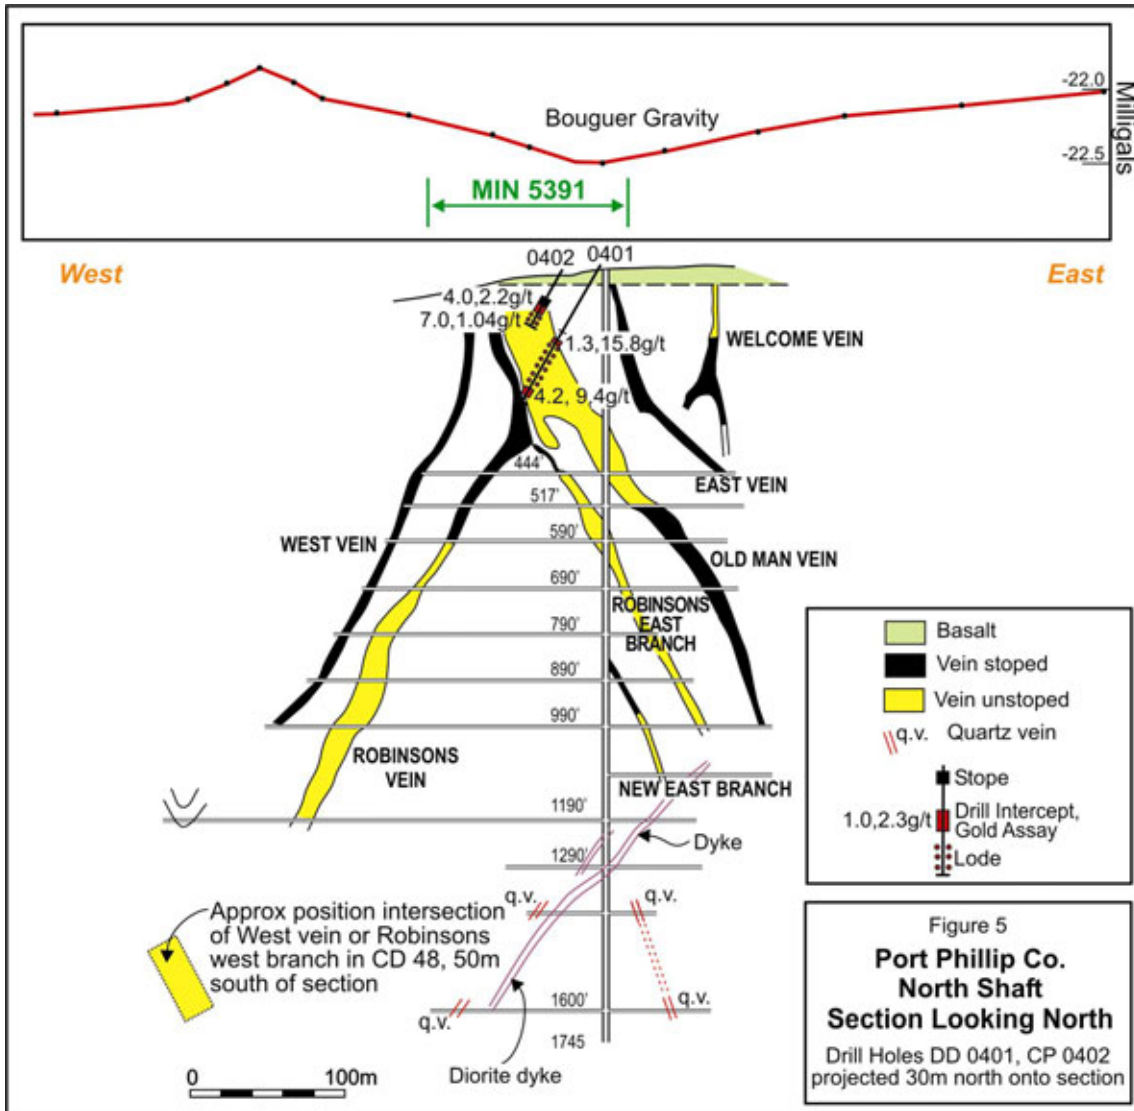 -22.0
Bouguer Gravity
-22.5
Milligals
MIN 5391
West
0402
0401
East
4.0,2.2g/t
7.0,1.04g/t
1.3,15.8g/t
WELCOME VEIN
4.2, 9.4g/t
444'
EAST VEIN
517'
WEST VEIN
590'
OLD MAN VEIN
690'
ROBINSONS
EAST
BRANCH
790'
890'
990'
ROBINSONS
VEIN
NEW EAST BRANCH
1190'
Dyke
1290'
q.v.
q.v.
Approx position intersection
of West vein or Robinsons
west branch in CD 48, 50m
south of section
1600'
q.v.
q.v.
1745
Diorite dyke
0 100m
Basalt
Vein stoped
Vein unstoped
q.v. Quartz vein
Stope
1.0,2.3g/t Drill Intercept,
Gold Assay
Lode
Figure 5
Port Phillip Co.
North Shaft
Section Looking North
Drill Holes DD 0401, CP 0402
projected 30m north onto section